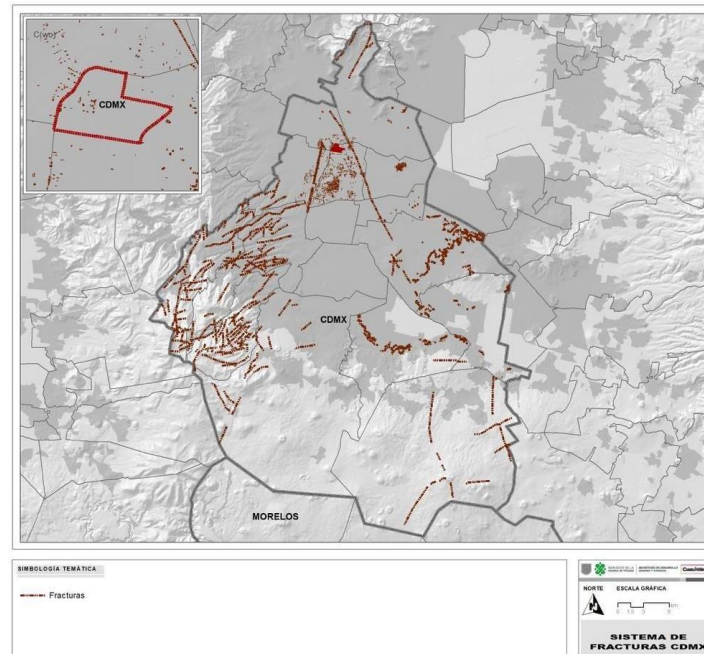 CDMX
CDMX
MORELOS
SIMBOLOGÍA TEMÁTICA
Fracturas
NORTE
ESCALA GRÁFICA
SISTEMA DE
FRACTURAS CDMX